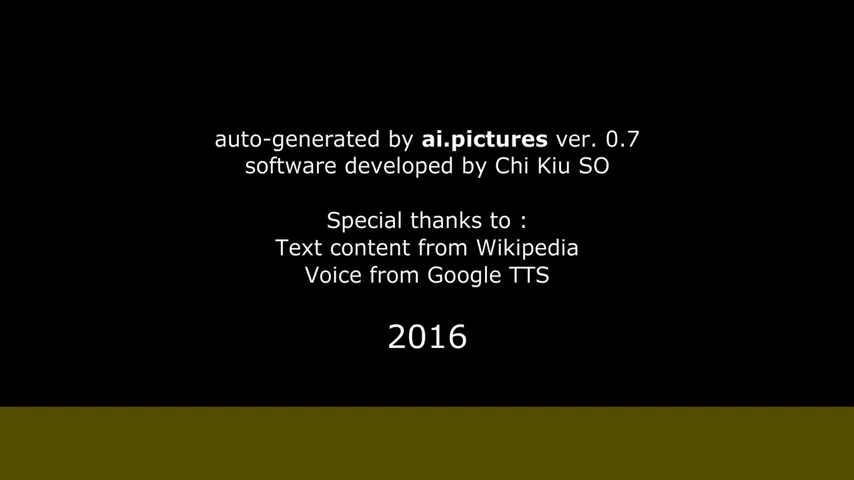 auto-generated by ai.pictures ver. 0.7
software developed by Chi Kiu SO
Special thanks to :
Text content from Wikipedia
Voice from Google TTS
2016